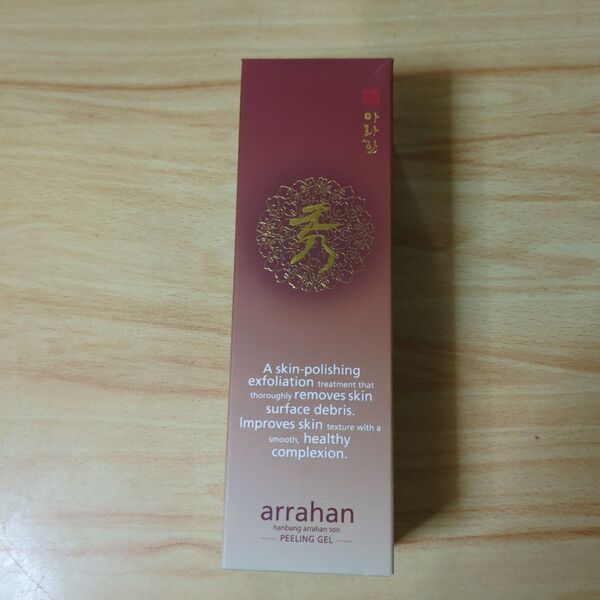 아라한
秀
A skin-polishing
exfoliation treatment that
thoroughly removes skin
surface debris.
Improves skin texture with a
smooth, healthy
complexion.
arrahan
hanbang arrahan soo
PEELING GEL